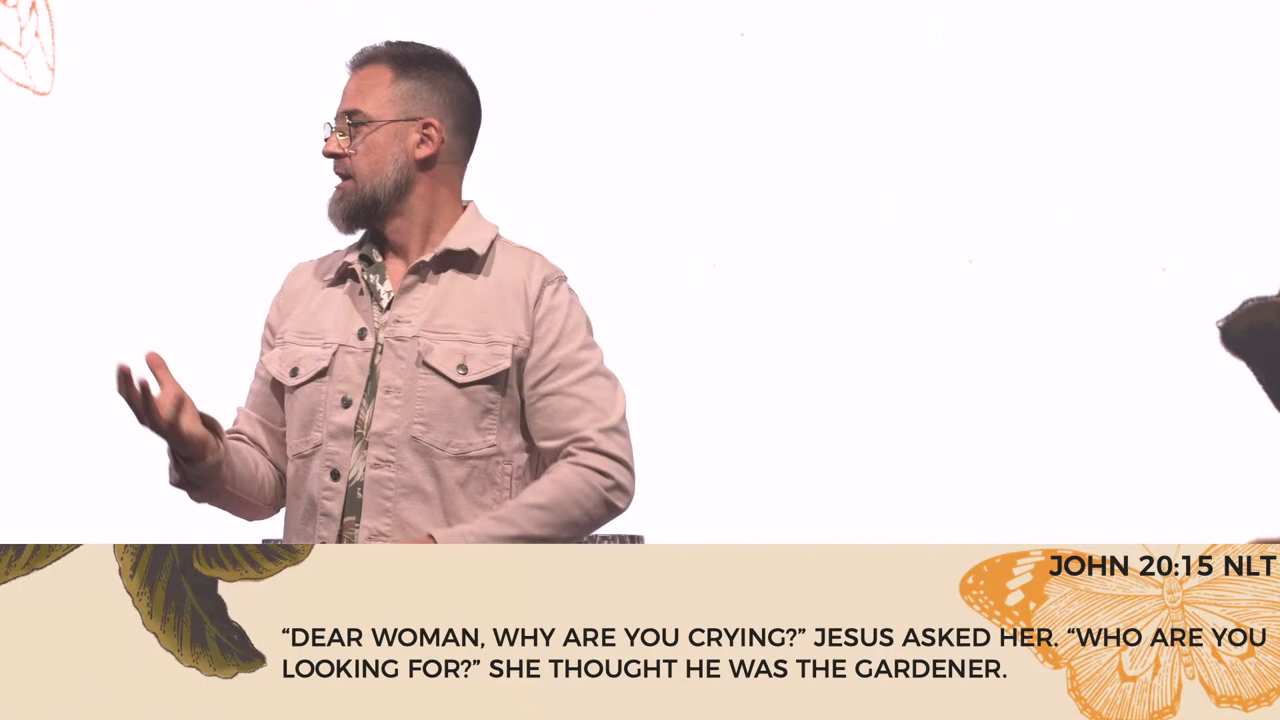 JOHN 20:15 NLT
“DEAR WOMAN, WHY ARE YOU CRYING?” JESUS ASKED HER. “WHO ARE YOU
LOOKING FOR?” SHE THOUGHT HE WAS THE GARDENER.